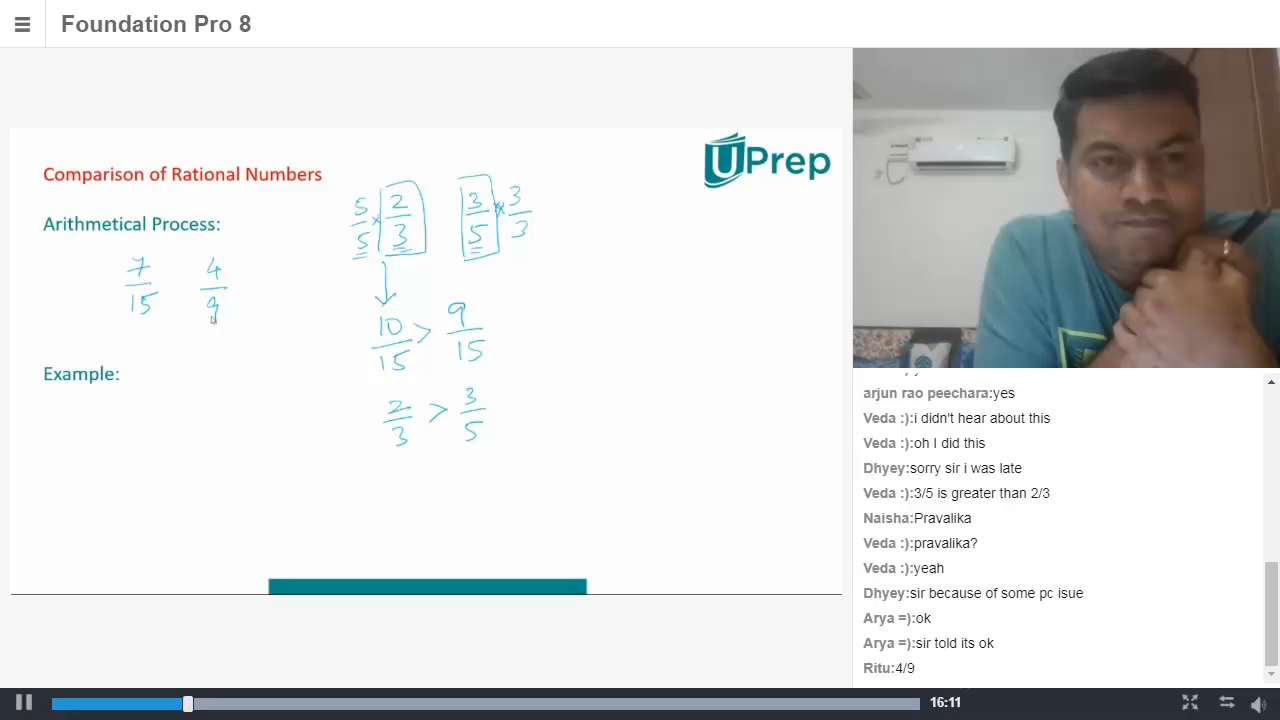 Foundation Pro 8
UPrep
Comparison of Rational Numbers
Arithmetical Process:
5/5 × 2/3 3/5 × 3/3
7/15 4/9
10/15 > 9/15
Example:
2/3 > 3/5
arjun rao peechara:yes
Veda :):i didn't hear about this
Veda :):oh I did this
Dhyey:sorry sir i was late
Veda :):3/5 is greater than 2/3
Naisha:Pravalika
Veda :):pravalika?
Veda :):yeah
Dhyey:sir because of some pc isue
Arya =):ok
Arya =):sir told its ok
Ritu:4/9
16:11